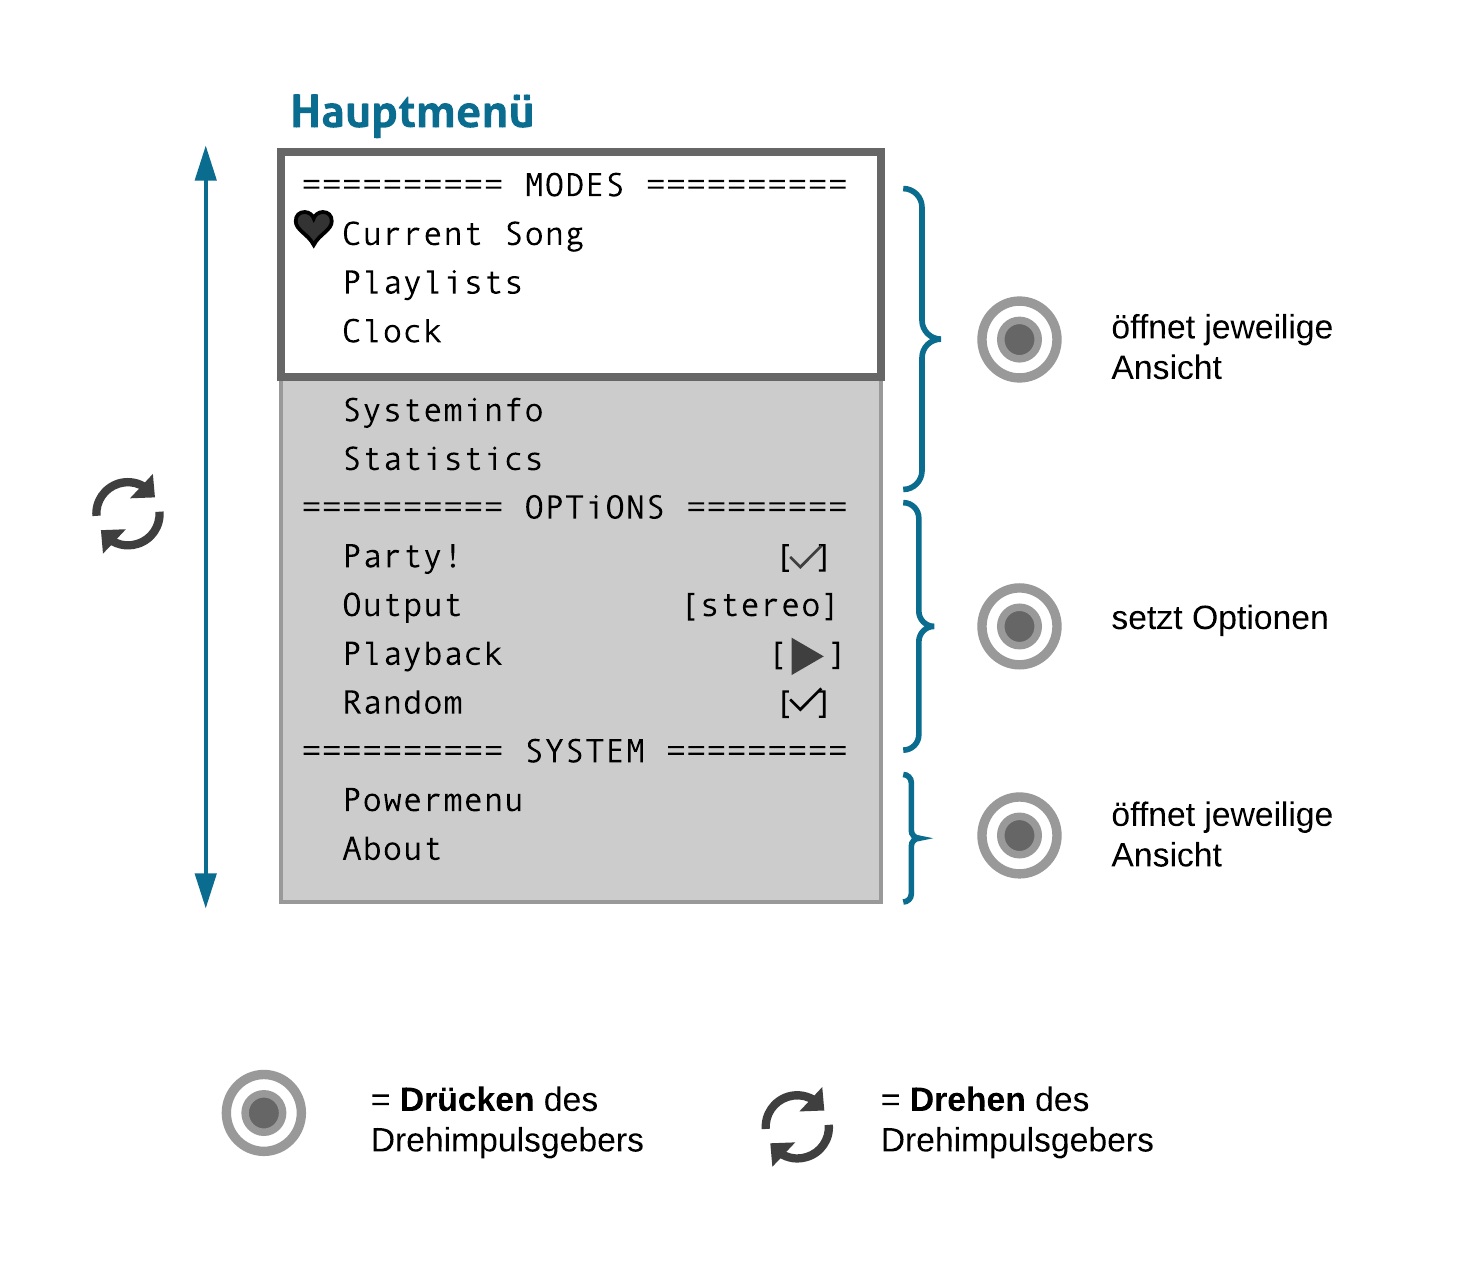 Hauptmenü
========== MODES ==========
Current Song
Playlists
Clock
Systeminfo
Statistics
========== OPTiONS ========
Party! [✓]
Output [stereo]
Playback [▶]
Random [✓]
========== SYSTEM =========
Powermenu
About
öffnet jeweilige
Ansicht
setzt Optionen
öffnet jeweilige
Ansicht
= Drücken des
Drehimpulsgebers
= Drehen des
Drehimpulsgebers